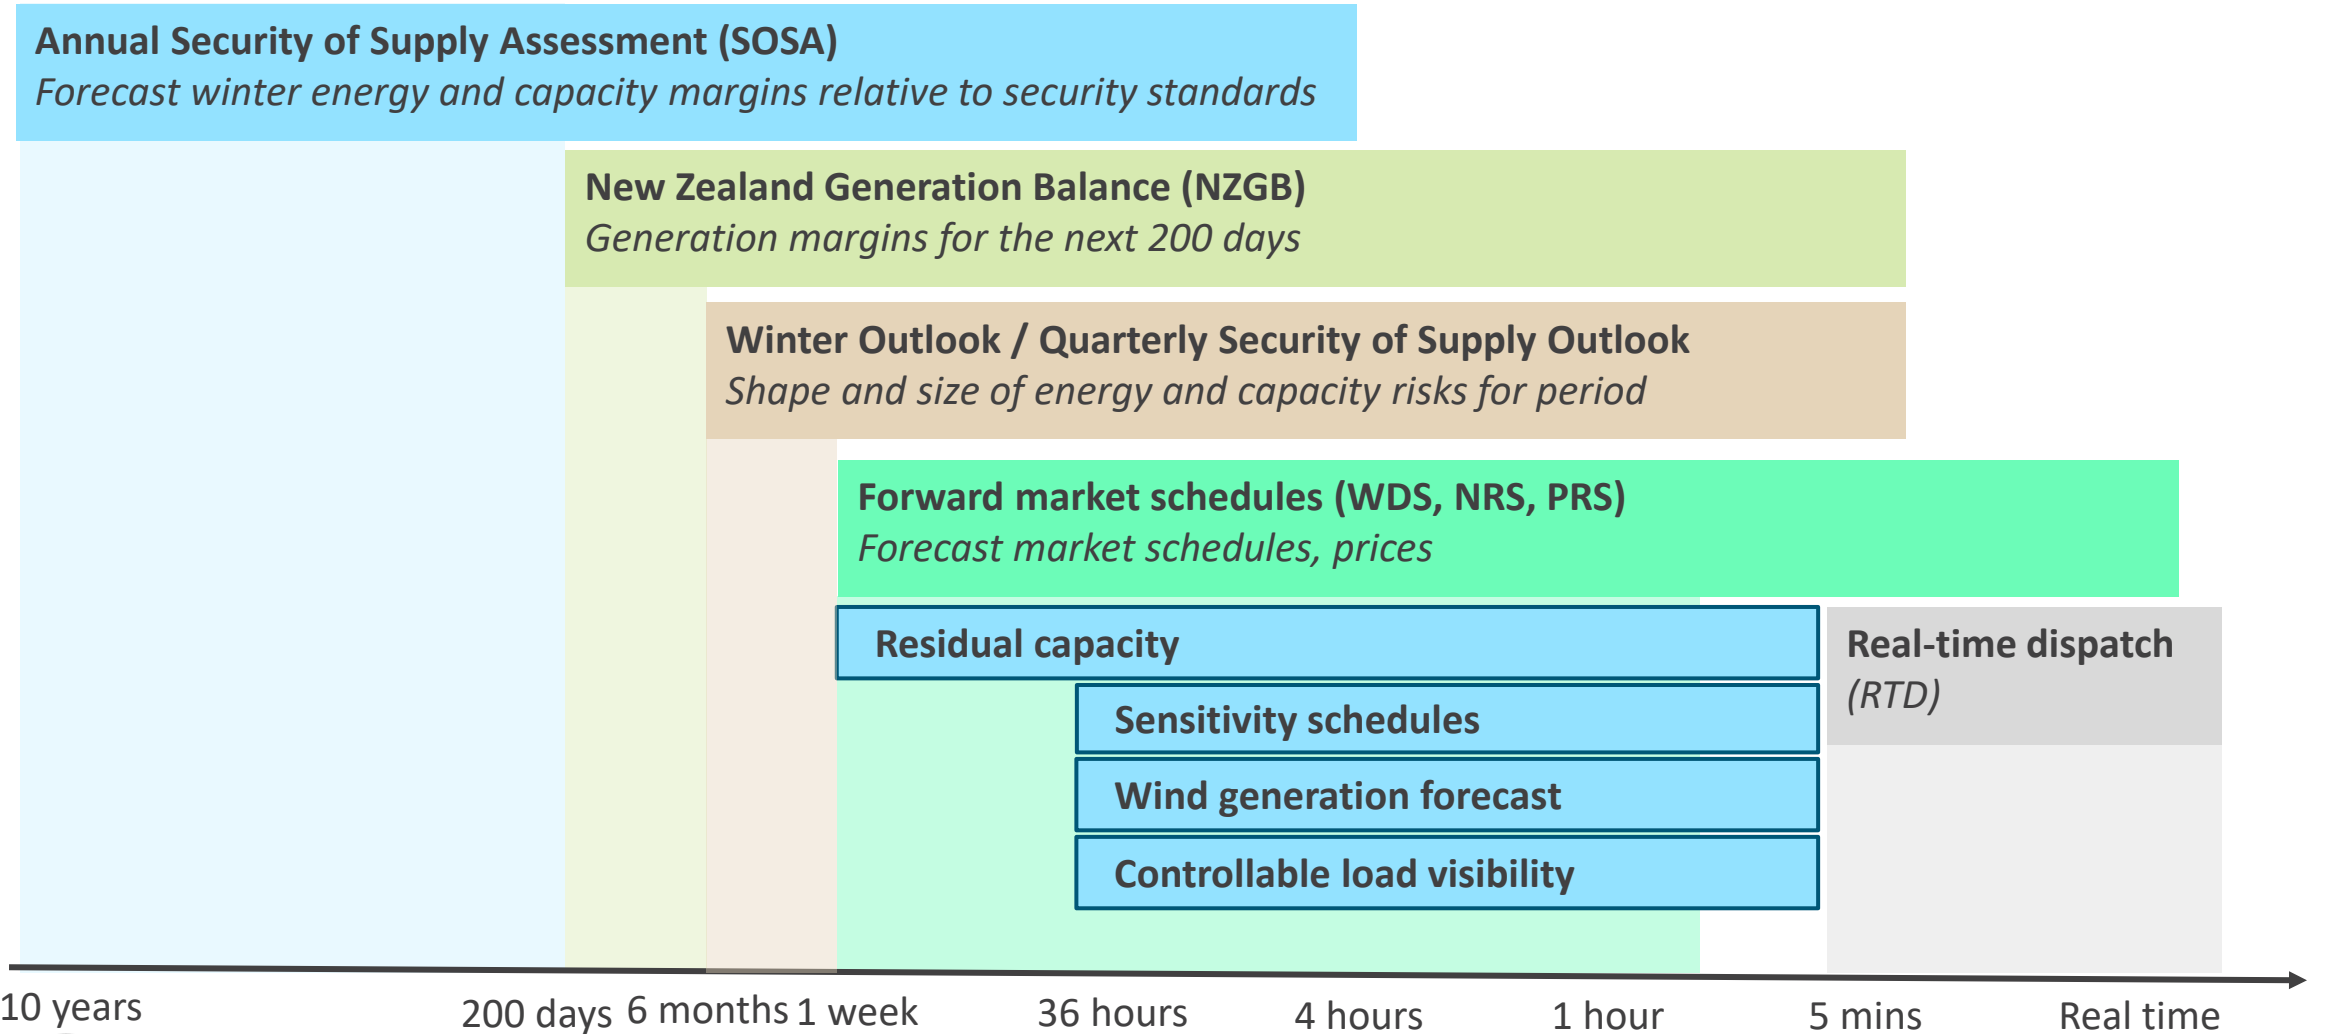 Annual Security of Supply Assessment (SOSA)
Forecast winter energy and capacity margins relative to security standards
New Zealand Generation Balance (NZGB)
Generation margins for the next 200 days
Winter Outlook / Quarterly Security of Supply Outlook
Shape and size of energy and capacity risks for period
Forward market schedules (WDS, NRS, PRS)
Forecast market schedules, prices
Residual capacity
Real-time dispatch
(RTD)
Sensitivity schedules
Wind generation forecast
Controllable load visibility
10 years 200 days 6 months 1 week 36 hours 4 hours 1 hour 5 mins Real time